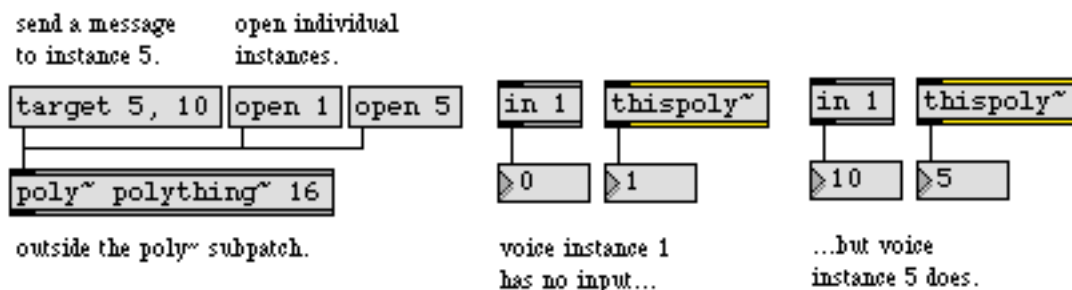 send a message
to instance 5.
open individual
instances.
target 5, 10
open 1
open 5
poly~ polything~ 16
outside the poly~ subpatch.
in 1
thispoly~
0
1
voice instance 1
has no input...
in 1
thispoly~
10
5
...but voice
instance 5 does.